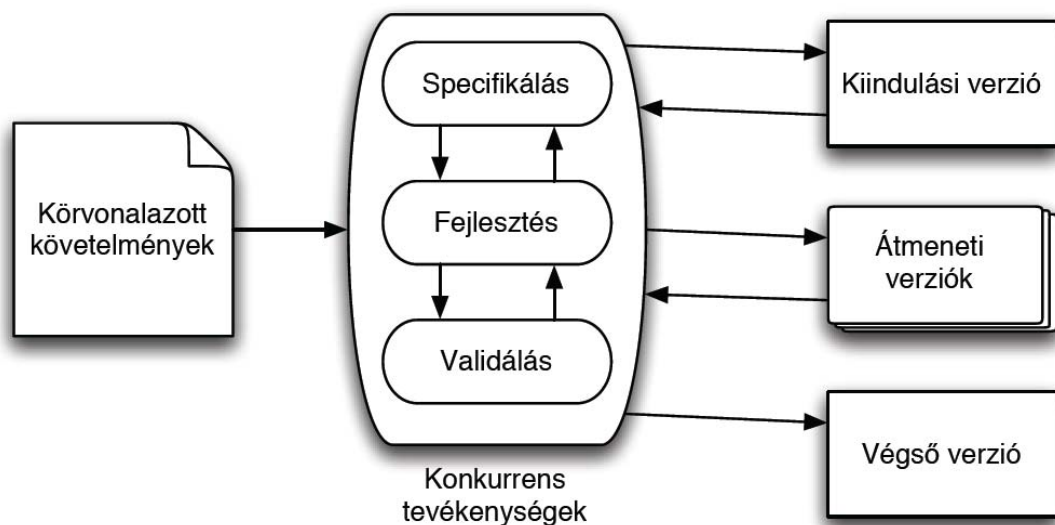 Körvonalazott
követelmények
Specifikálás
Fejlesztés
Validálás
Konkurrens
tevékenységek
Kiindulási verzió
Átmeneti
verziók
Végső verzió